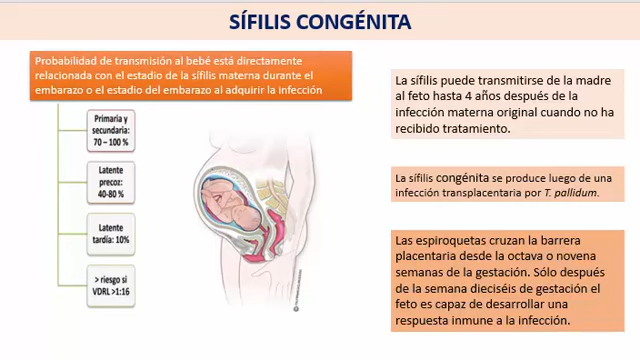 SÍFILIS CONGÉNITA
Probabilidad de transmisión al bebé está directamente
relacionada con el estadio de la sífilis materna durante el
embarazo o el estadio del embarazo al adquirir la infección
Primaria y
secundaria:
70 – 100 %
Latente
precoz:
40-80 %
Latente
tardía: 10%
> riesgo si
VDRL >1:16
La sífilis puede transmitirse de la madre
al feto hasta 4 años después de la
infección materna original cuando no ha
recibido tratamiento.
La sífilis congénita se produce luego de una
infección transplacentaria por T. pallidum.
Las espiroquetas cruzan la barrera
placentaria desde la octava o novena
semanas de la gestación. Sólo después
de la semana dieciséis de gestación el
feto es capaz de desarrollar una
respuesta inmune a la infección.